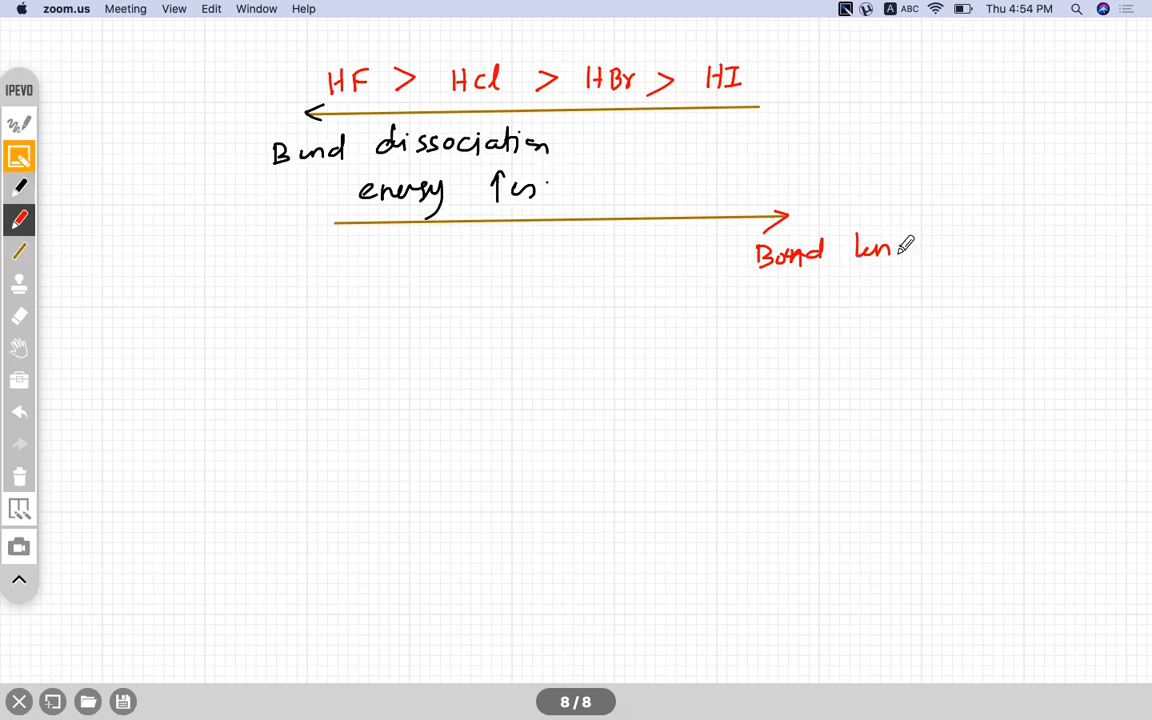 zoom.us Meeting View Edit Window Help ABC Thu 4:54 PM
IPEVO
HF > HCl > HBr > HI
Bond dissociation
energy ↑es.
Bond len
8 / 8